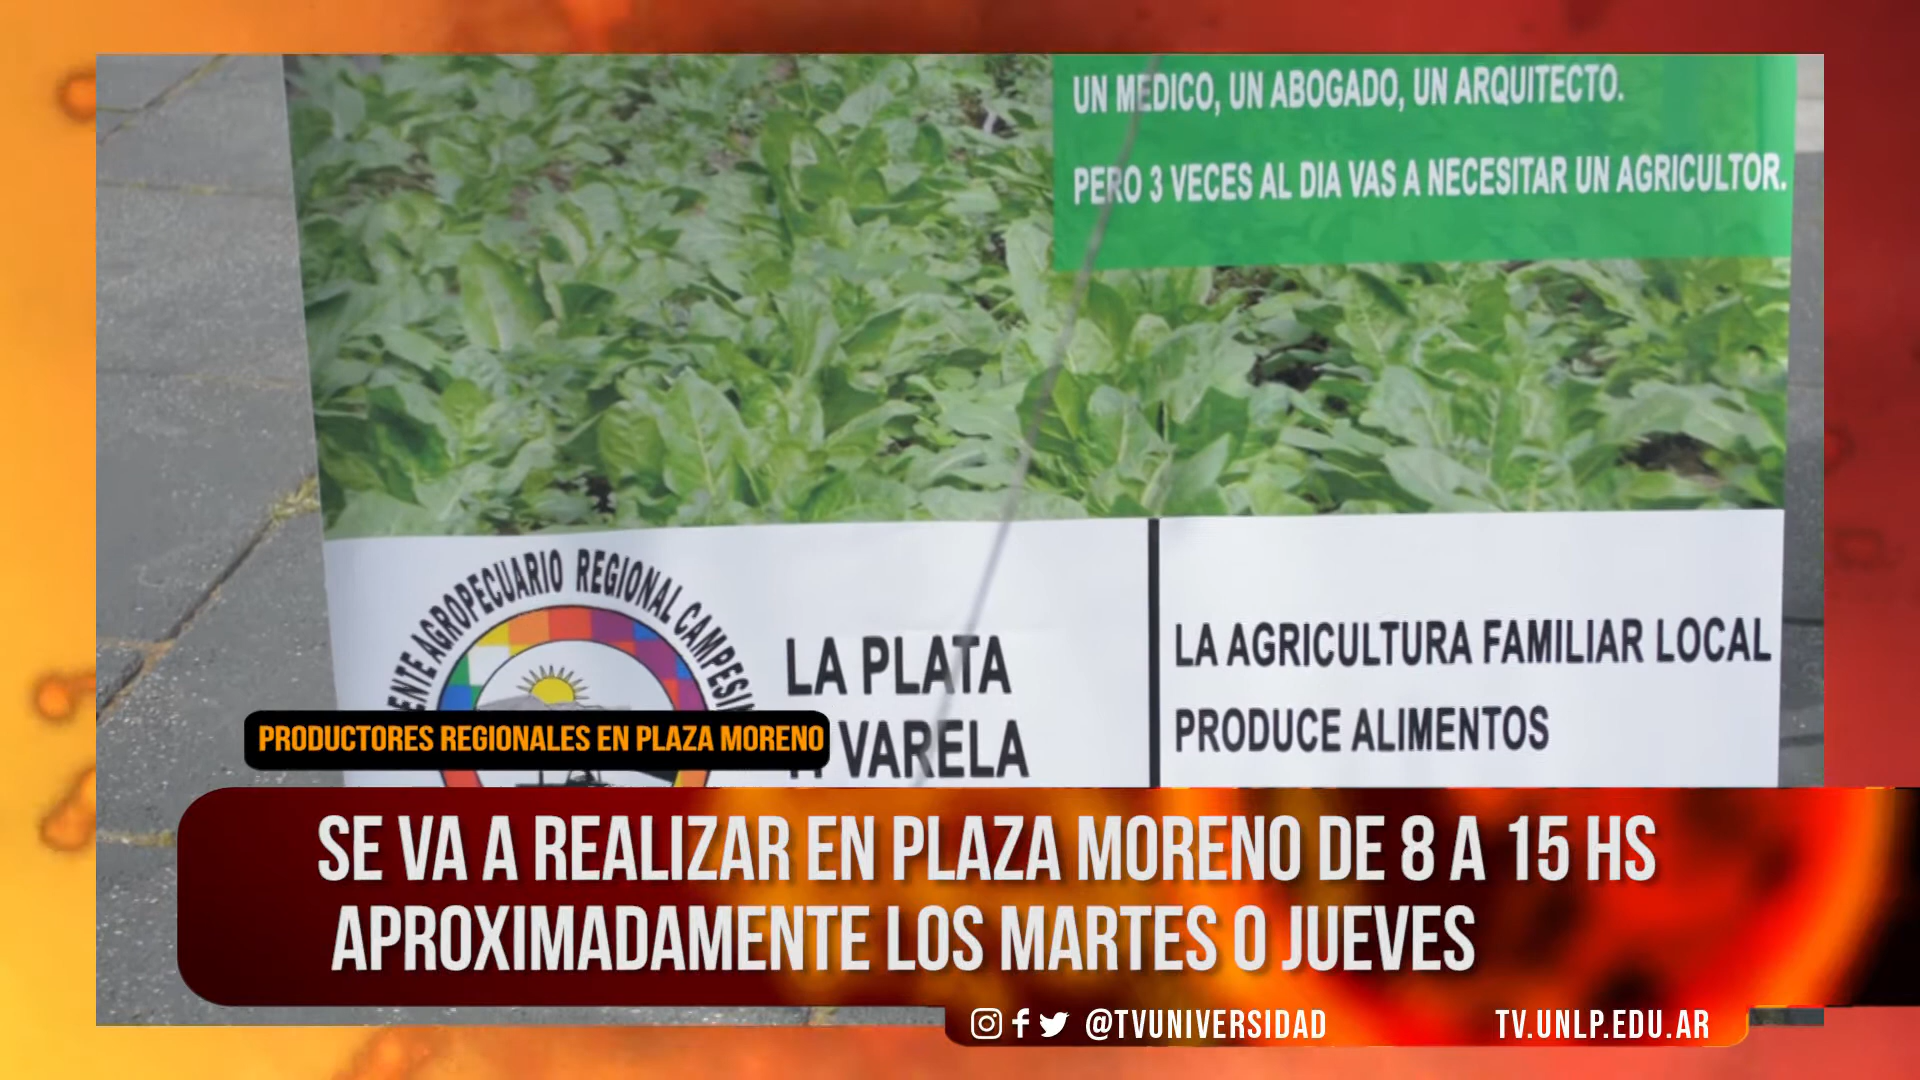 UN MEDICO, UN ABOGADO, UN ARQUITECTO.
PERO 3 VECES AL DIA VAS A NECESITAR UN AGRICULTOR.
AGROPECUARIO REGIONAL
LA PLATA
VARELA
LA AGRICULTURA FAMILIAR LOCAL
PRODUCE ALIMENTOS
PRODUCTORES REGIONALES EN PLAZA MORENO
SE VA A REALIZAR EN PLAZA MORENO DE 8 A 15 HS
APROXIMADAMENTE LOS MARTES O JUEVES
@TVUNIVERSIDAD
TV.UNLP.EDU.AR